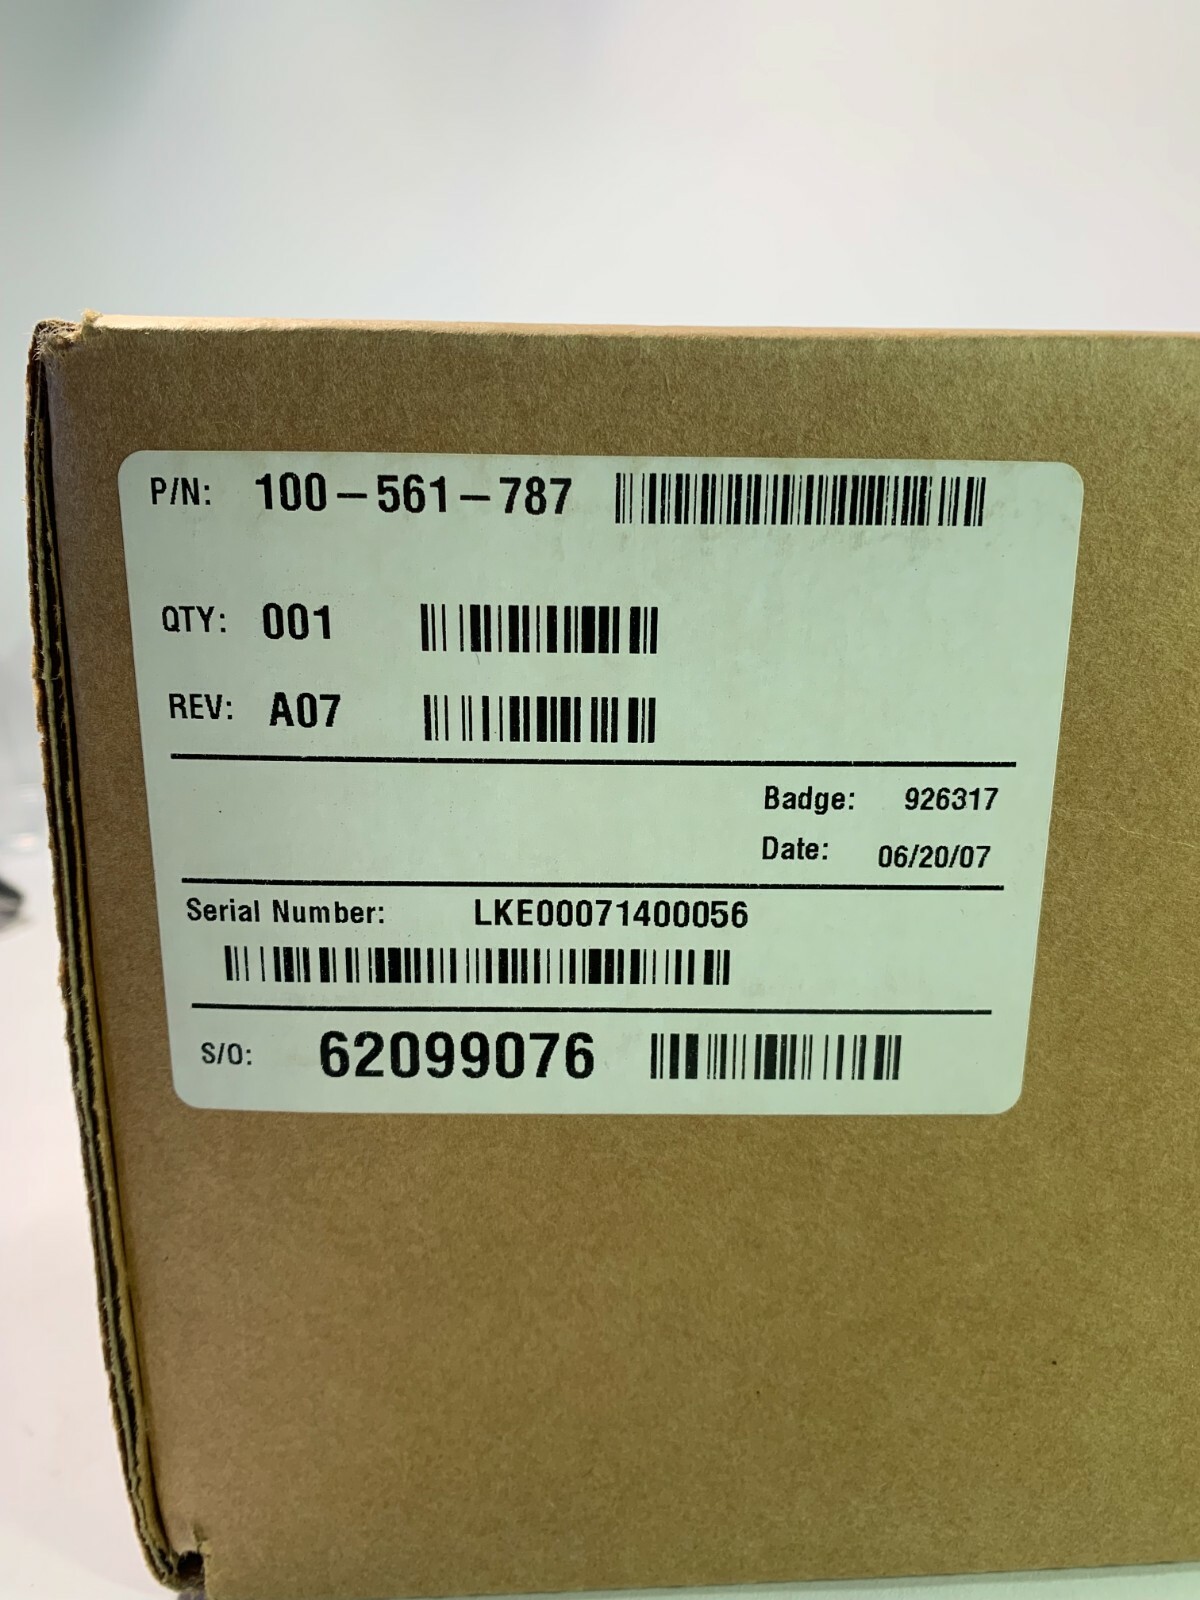 P/N: 100-561-787
QTY: 001
REV: A07
Badge: 926317
Date: 06/20/07
Serial Number: LKE00071400056
S/O: 62099076